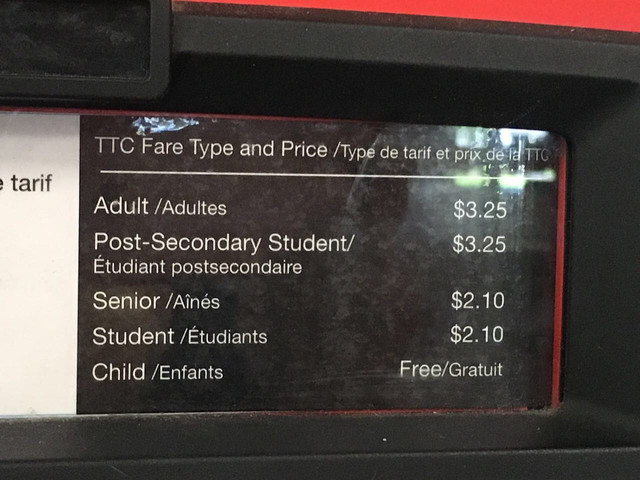 TTC Fare Type and Price /Type de tarif et prix de la TTC
tarif
Adult /Adultes $3.25
Post-Secondary Student/ $3.25
Étudiant postsecondaire
Senior /Aînés $2.10
Student /Étudiants $2.10
Child /Enfants Free/Gratuit